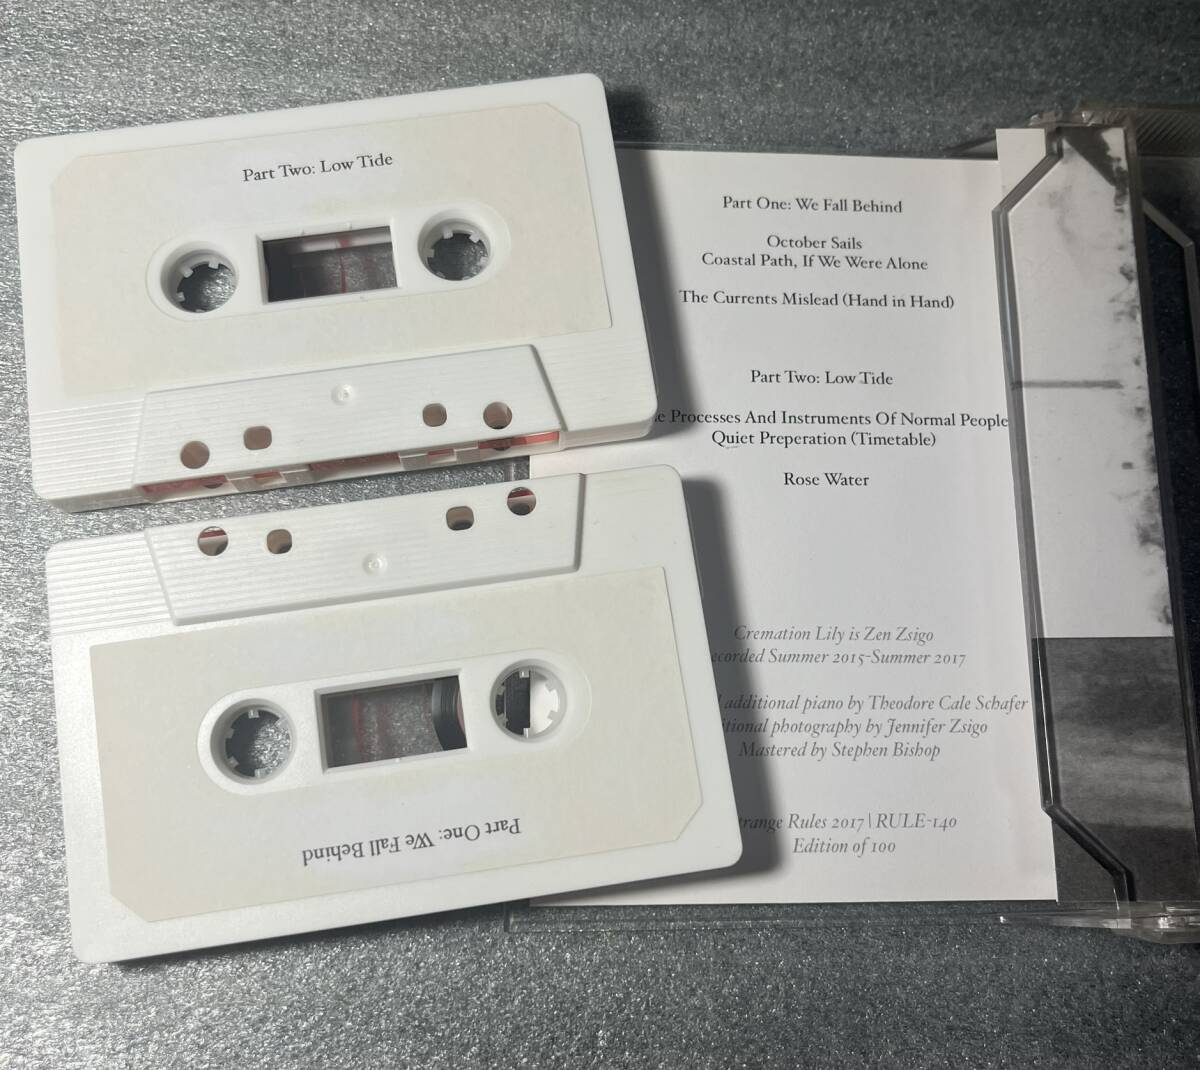 Part Two: Low Tide
Part One: We Fall Behind
Part One: We Fall Behind
October Sails
Coastal Path, If We Were Alone
The Currents Mislead (Hand in Hand)
Part Two: Low Tide
Processes And Instruments Of Normal People
Quiet Preperation (Timetable)
Rose Water
Cremation Lily is Zen Zsigo
Summer 2015-Summer 2017
additional piano by Theodore Cale Schafer
photography by Jennifer Zsigo
Mastered by Stephen Bishop
Rules 2017 | RULE-140
Edition of 100